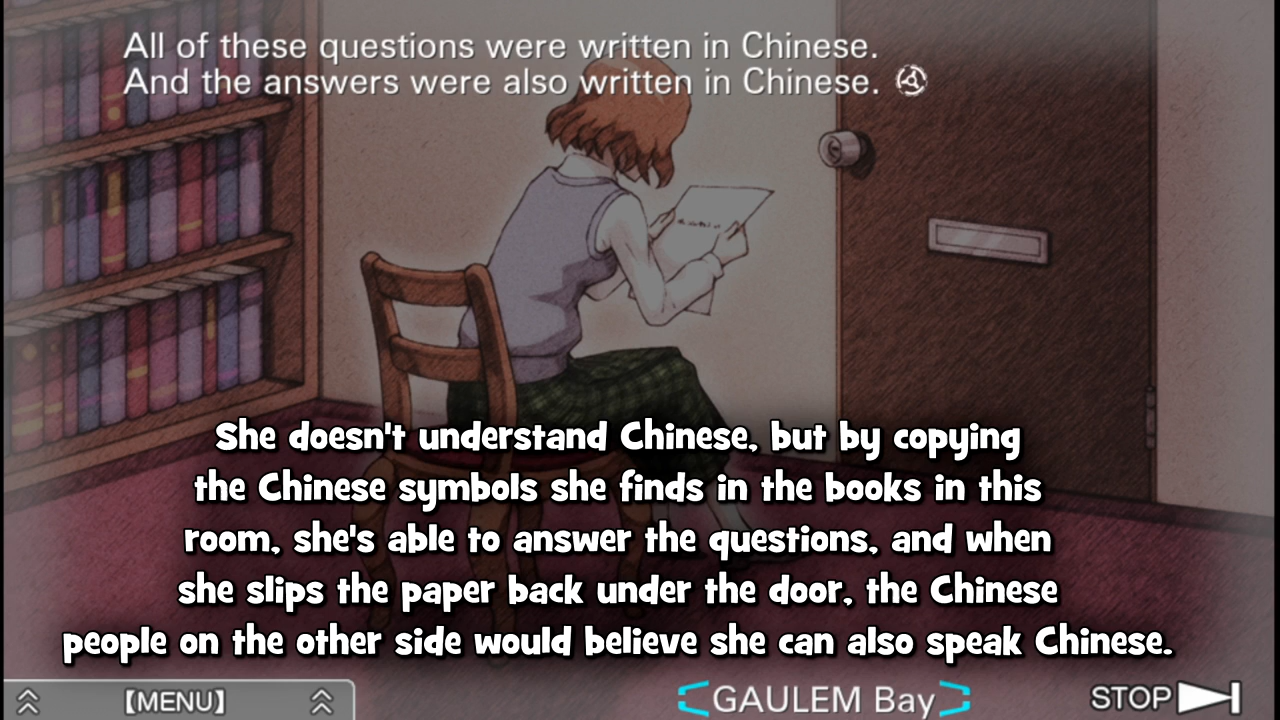 All of these questions were written in Chinese.
And the answers were also written in Chinese.
She doesn't understand Chinese, but by copying
the Chinese symbols she finds in the books in this
room, she's able to answer the questions, and when
she slips the paper back under the door, the Chinese
people on the other side would believe she can also speak Chinese.
【MENU】
GAULEM Bay
STOP